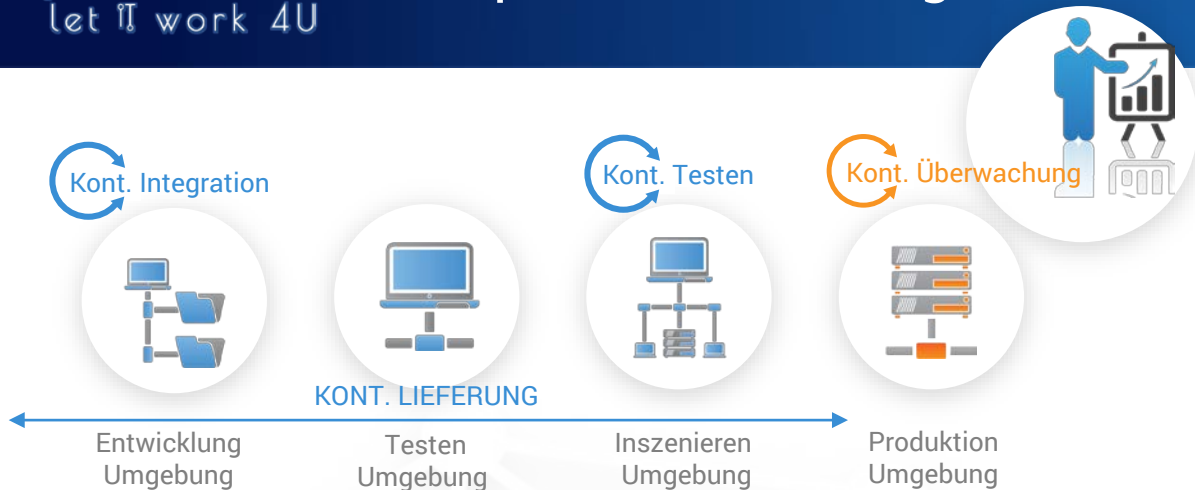 let IT work 4U
Kont. Integration
Kont. Testen
Kont. Überwachung
KONT. LIEFERUNG
Entwicklung
Umgebung
Testen
Umgebung
Inszenieren
Umgebung
Produktion
Umgebung